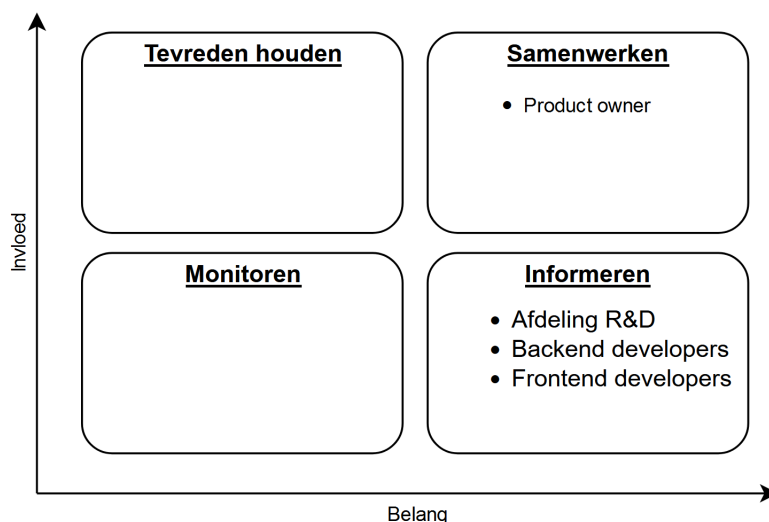 Tevreden houden
Samenwerken
• Product owner
Invloed
Monitoren
Informeren
• Afdeling R&D
• Backend developers
• Frontend developers
Belang